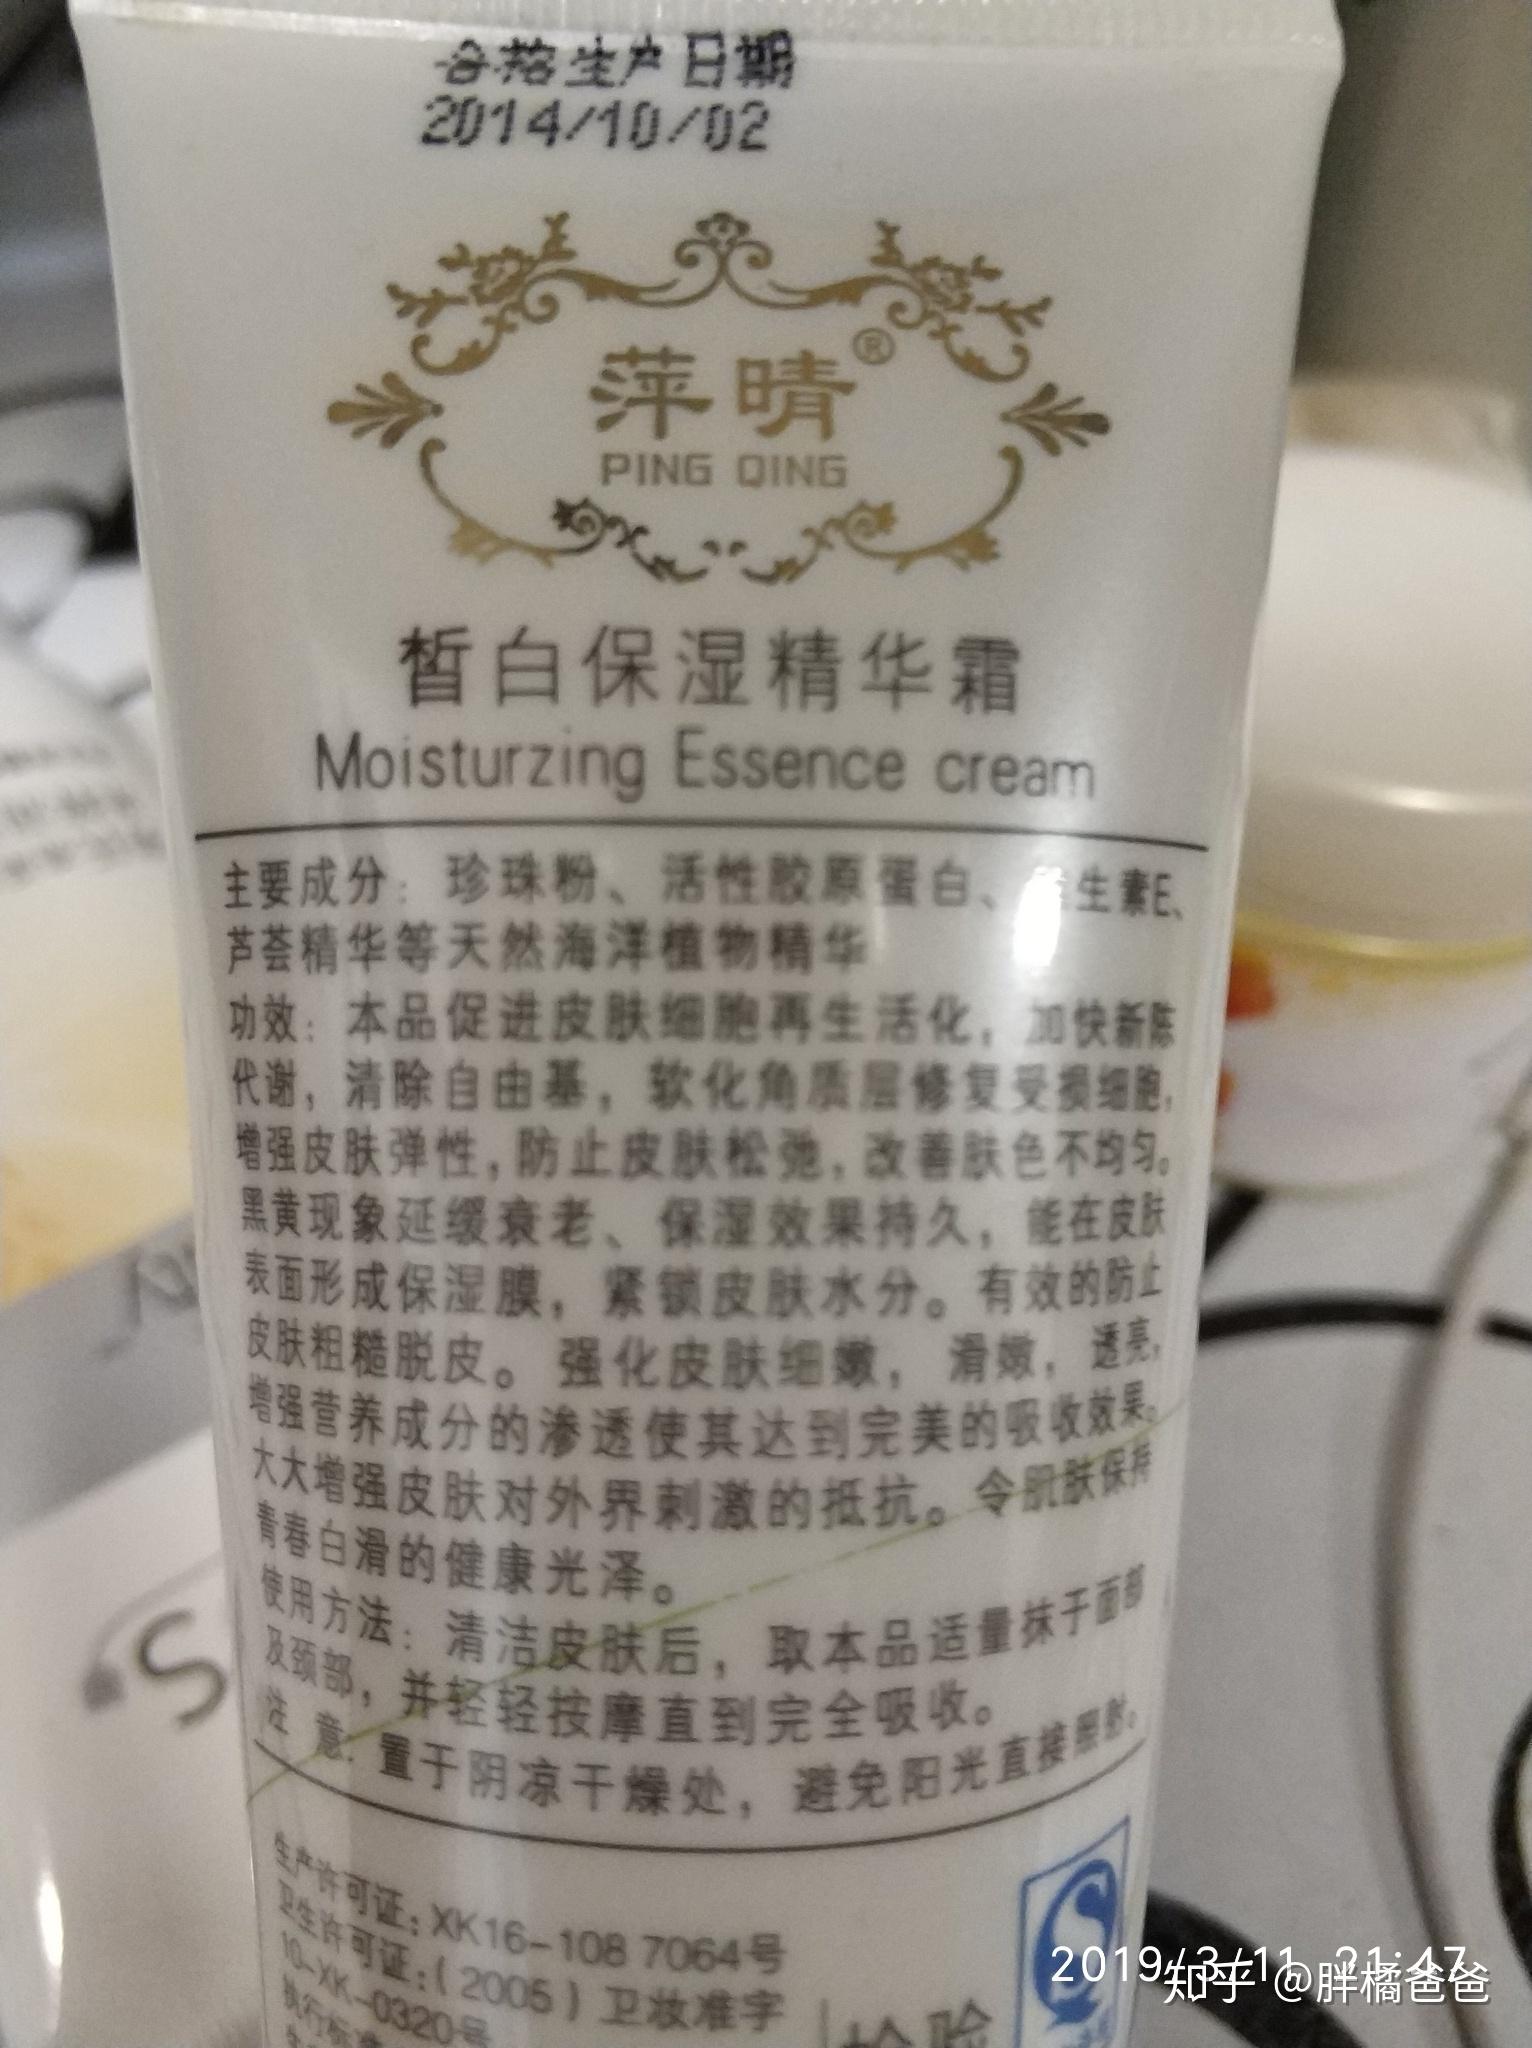 合格生产日期
2014/10/02
萍晴®
PING QING
皙白保湿精华霜
Moisturzing Essence cream
主要成分：珍珠粉、活性胶原蛋白、生素E、
芦荟精华等天然海洋植物精华
功效：本品促进皮肤细胞再生活化，加快新陈
代谢，清除自由基，软化角质层修复受损细胞，
增强皮肤弹性，防止皮肤松弛，改善肤色不均匀。
黑黄现象延缓衰老、保湿效果持久，能在皮肤
表面形成保湿膜，紧锁皮肤水分。有效的防止
皮肤粗糙脱皮。强化皮肤细嫩，滑嫩，透亮，
增强营养成分的渗透使其达到完美的吸收效果。
大大增强皮肤对外界刺激的抵抗。令肌肤保持
青春白滑的健康光泽。
使用方法：清洁皮肤后，取本品适量抹于面部
及颈部，并轻轻按摩直到完全吸收。
注 意：置于阴凉干燥处，避免阳光直接照射。
生产许可证：XK16-108 7064号
卫生许可证：（2005）卫妆准字
10-XK-0320号
执行标准
检验
S
2019/3/11 21:47
知乎 @胖橘爸爸